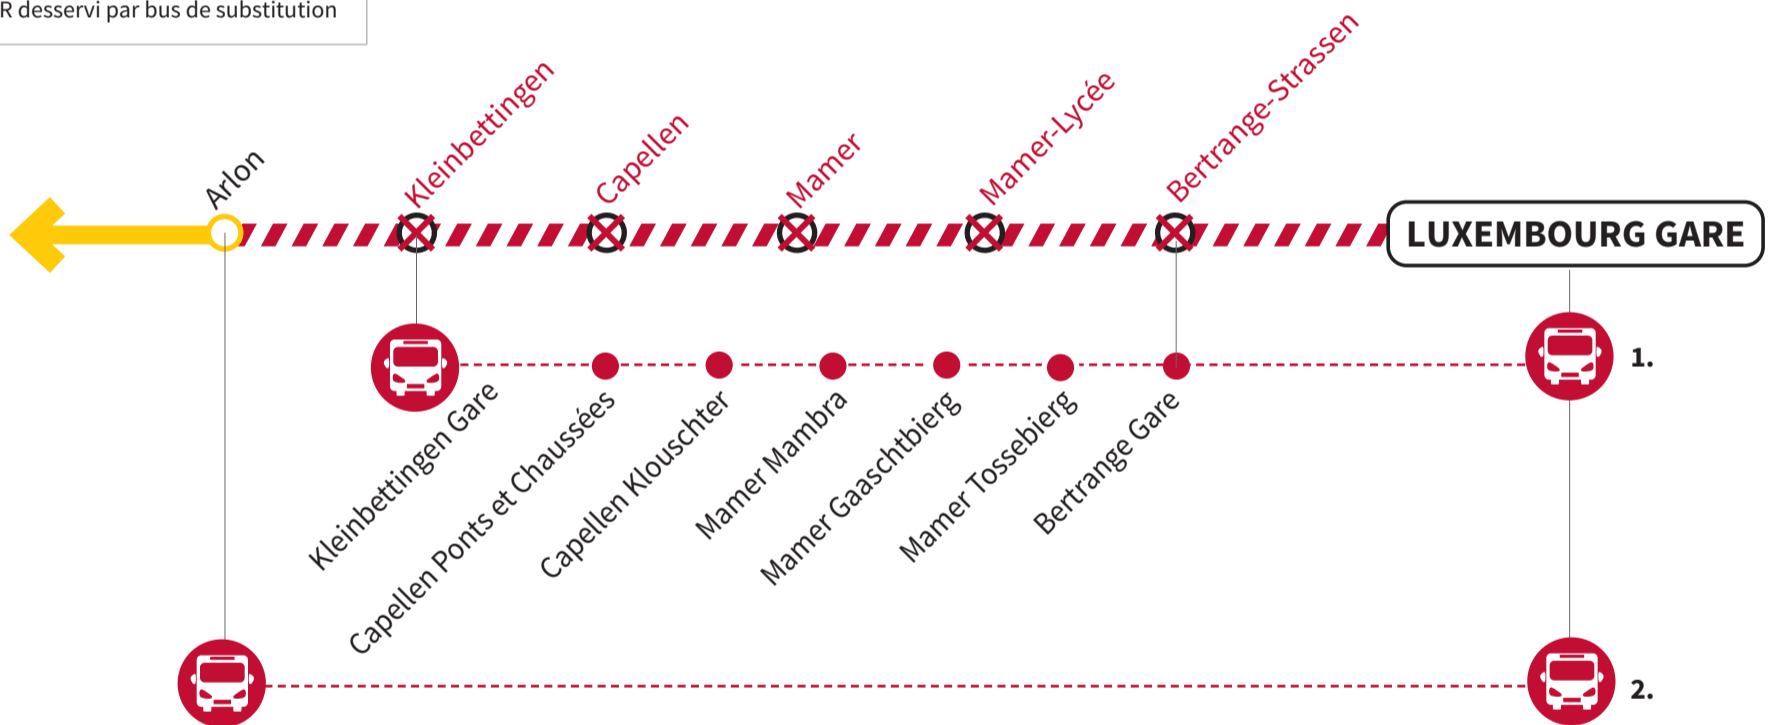 R desservi par bus de substitution
Arlon
Kleinbettingen
Capellen
Mamer
Mamer-Lycée
Bertrange-Strassen
LUXEMBOURG GARE
1.
Kleinbettingen Gare
Capellen Ponts et Chaussées
Capellen Klouschter
Mamer Mambra
Mamer Gaaschtbierg
Mamer Tossebierg
Bertrange Gare
2.